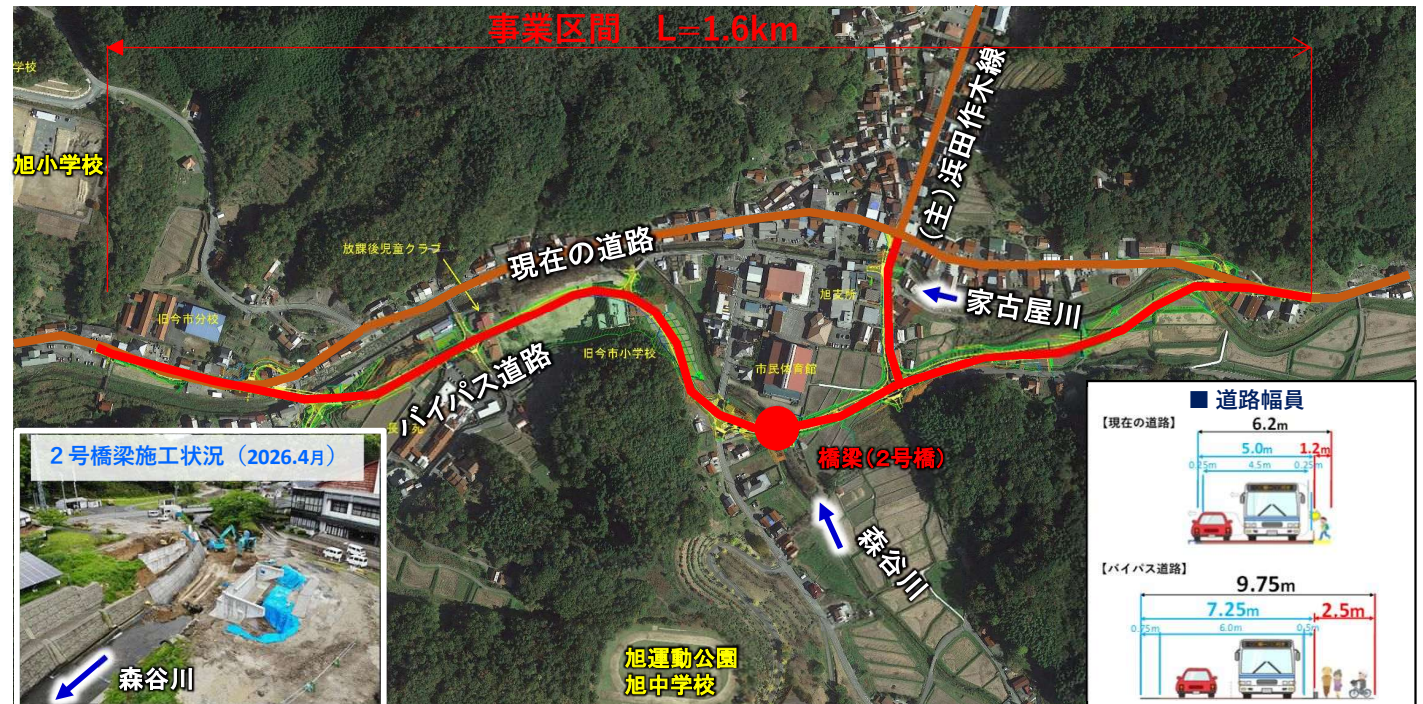 事業区間　L=1.6km
学校
旭小学校
(主)浜田作木線
放課後児童クラブ
現在の道路
旭支所
家古屋川
旧今市分校
旧今市小学校
市民体育館
バイパス道路
橋梁(2号橋)
森谷川
旭運動公園
旭中学校
２号橋梁施工状況（2026.4月）
森谷川
■ 道路幅員
【現在の道路】
6.2m
5.0m 1.2m
0.25m 4.5m 0.25m
【バイパス道路】
9.75m
7.25m 2.5m
0.75m 6.0m 0.5m